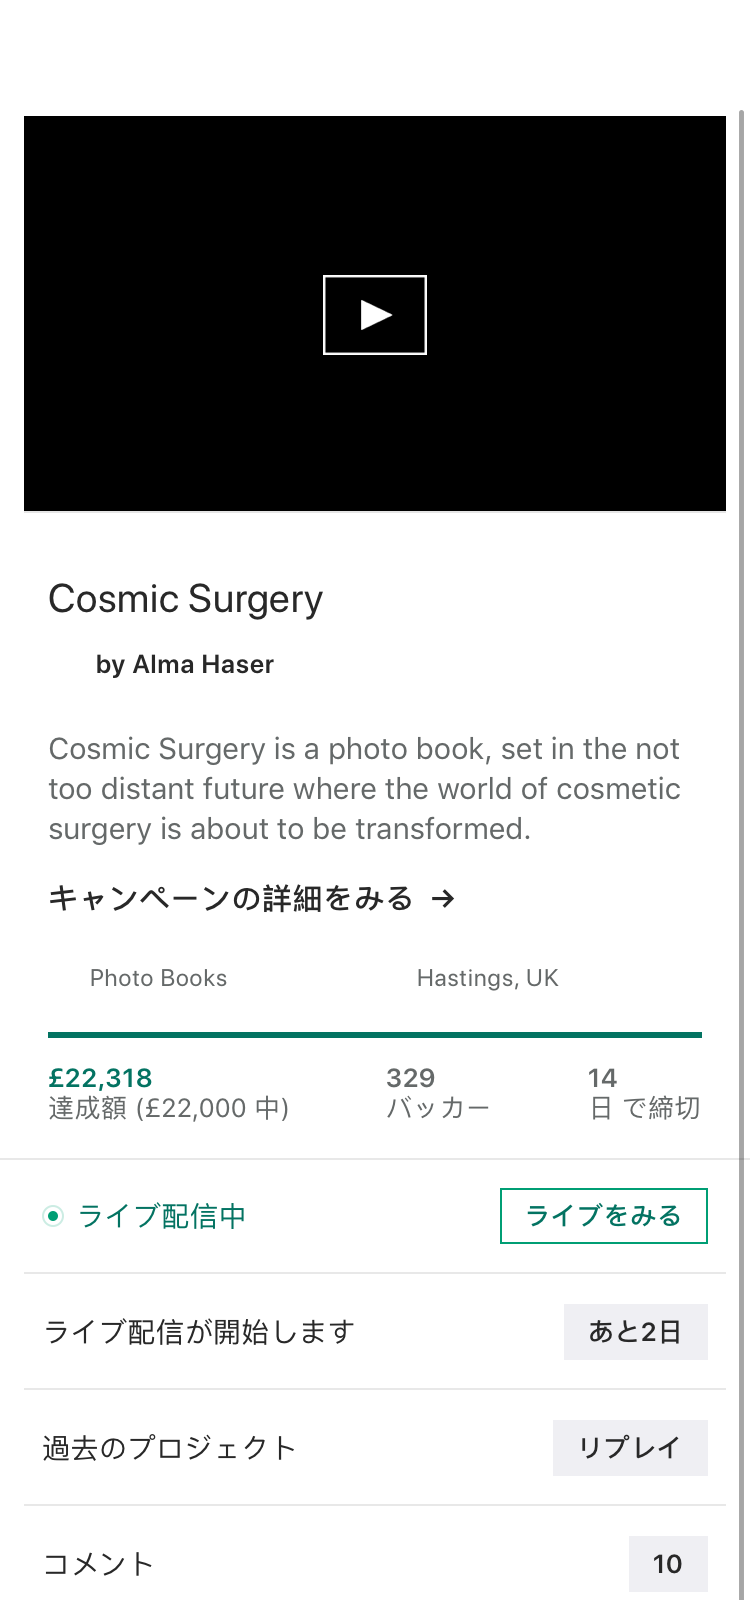 Cosmic Surgery
by Alma Haser
Cosmic Surgery is a photo book, set in the not
too distant future where the world of cosmetic
surgery is about to be transformed.
キャンペーンの詳細をみる →
Photo Books Hastings, UK
£22,318 329 14
達成額 (£22,000 中) バッカー 日 で締切
ライブ配信中 ライブをみる
ライブ配信が開始します あと2日
過去のプロジェクト リプレイ
コメント 10